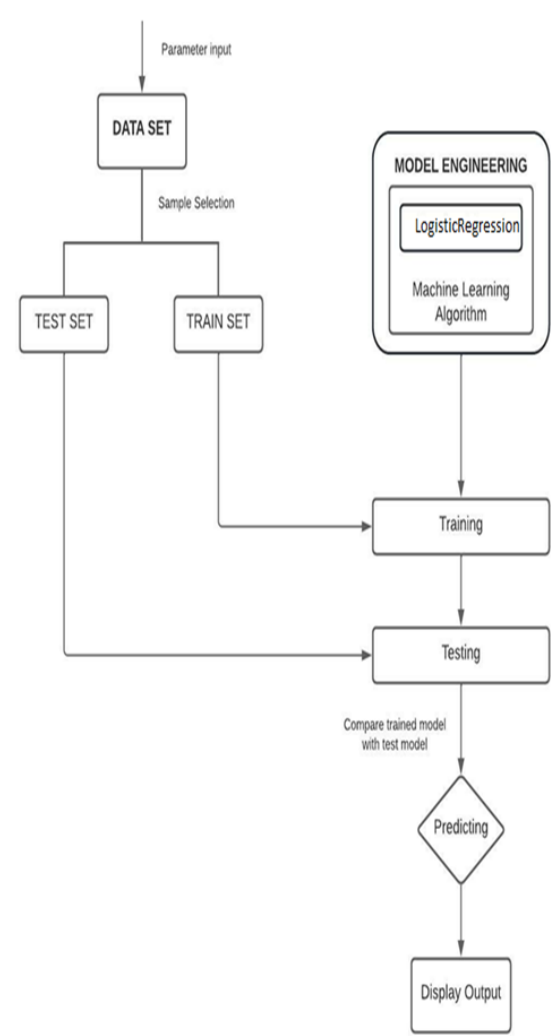 Parameter input
DATA SET
Sample Selection
TEST SET
TRAIN SET
MODEL ENGINEERING
LogisticRegression
Machine Learning
Algorithm
Training
Testing
Compare trained model
with test model
Predicting
Display Output